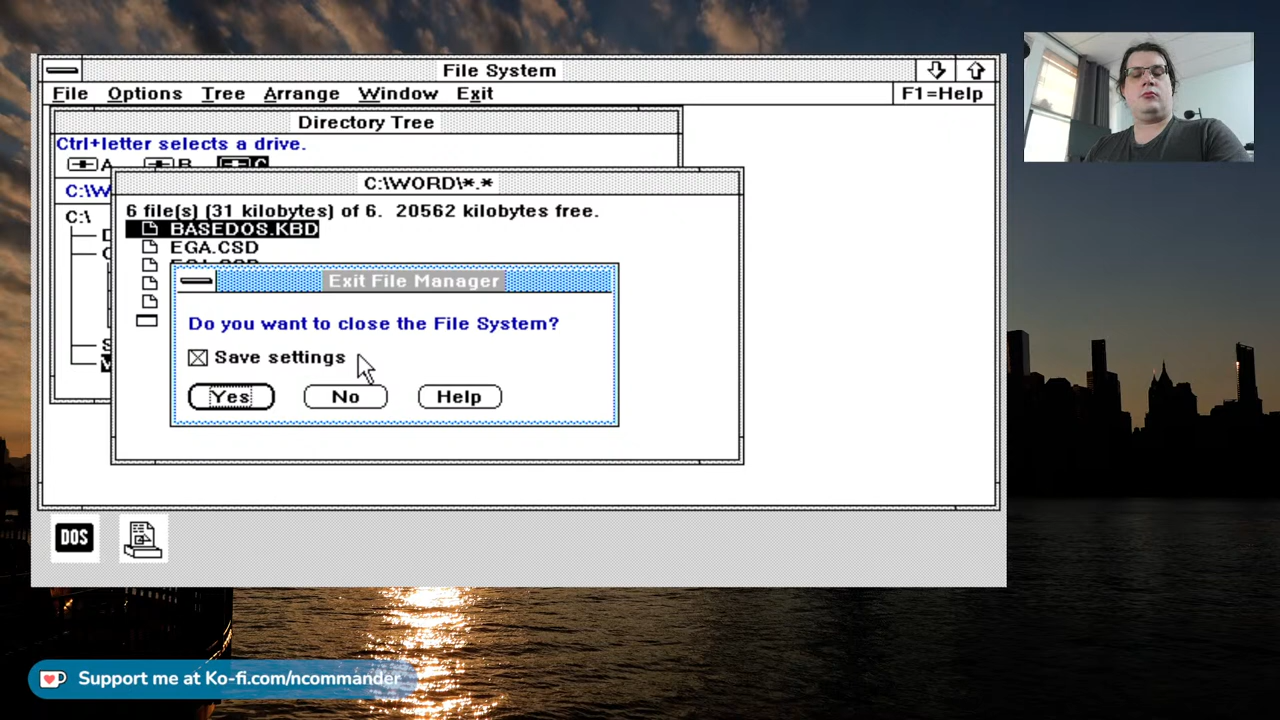 File System
File Options Tree Arrange Window Exit F1=Help
Directory Tree
Ctrl+letter selects a drive.
A B C
C:\W
C:\WORD\*.*
C:\
6 file(s) (31 kilobytes) of 6. 20562 kilobytes free.
BASEDOS.KBD
EGA.CSD
Exit File Manager
Do you want to close the File System?
Save settings
Yes No Help
DOS
Support me at Ko-fi.com/ncommander